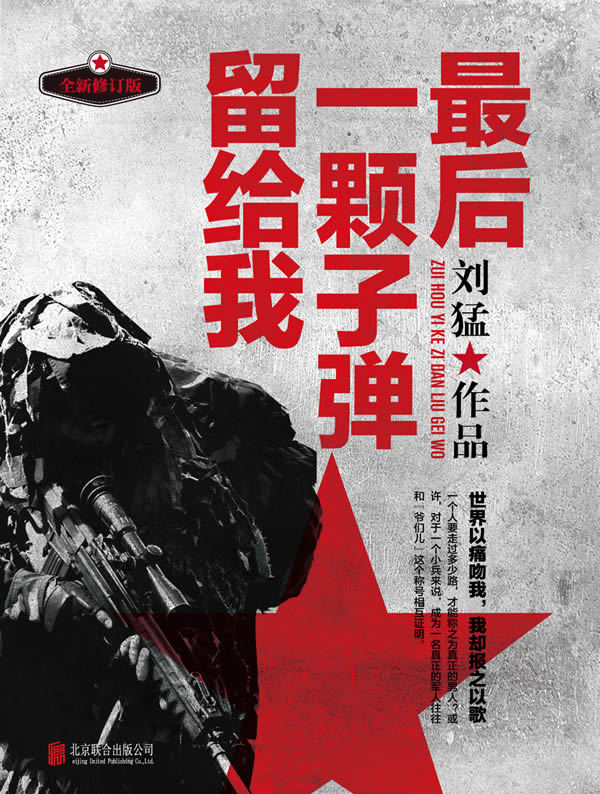 全新修订版
最后
一颗子弹
留给我
刘猛★作品
ZUI HOU YI KE ZI DAN LIU GEI WO
世界以痛吻我，我却报之以歌
一个人要走过多少路，才能称之为真正的男人？或
许，对于一个小兵来说，成为一名真正的军人往往
和“爷们儿”这个称号相互证明。
北京联合出版公司
eijing United Publishing Co.,Ltd.